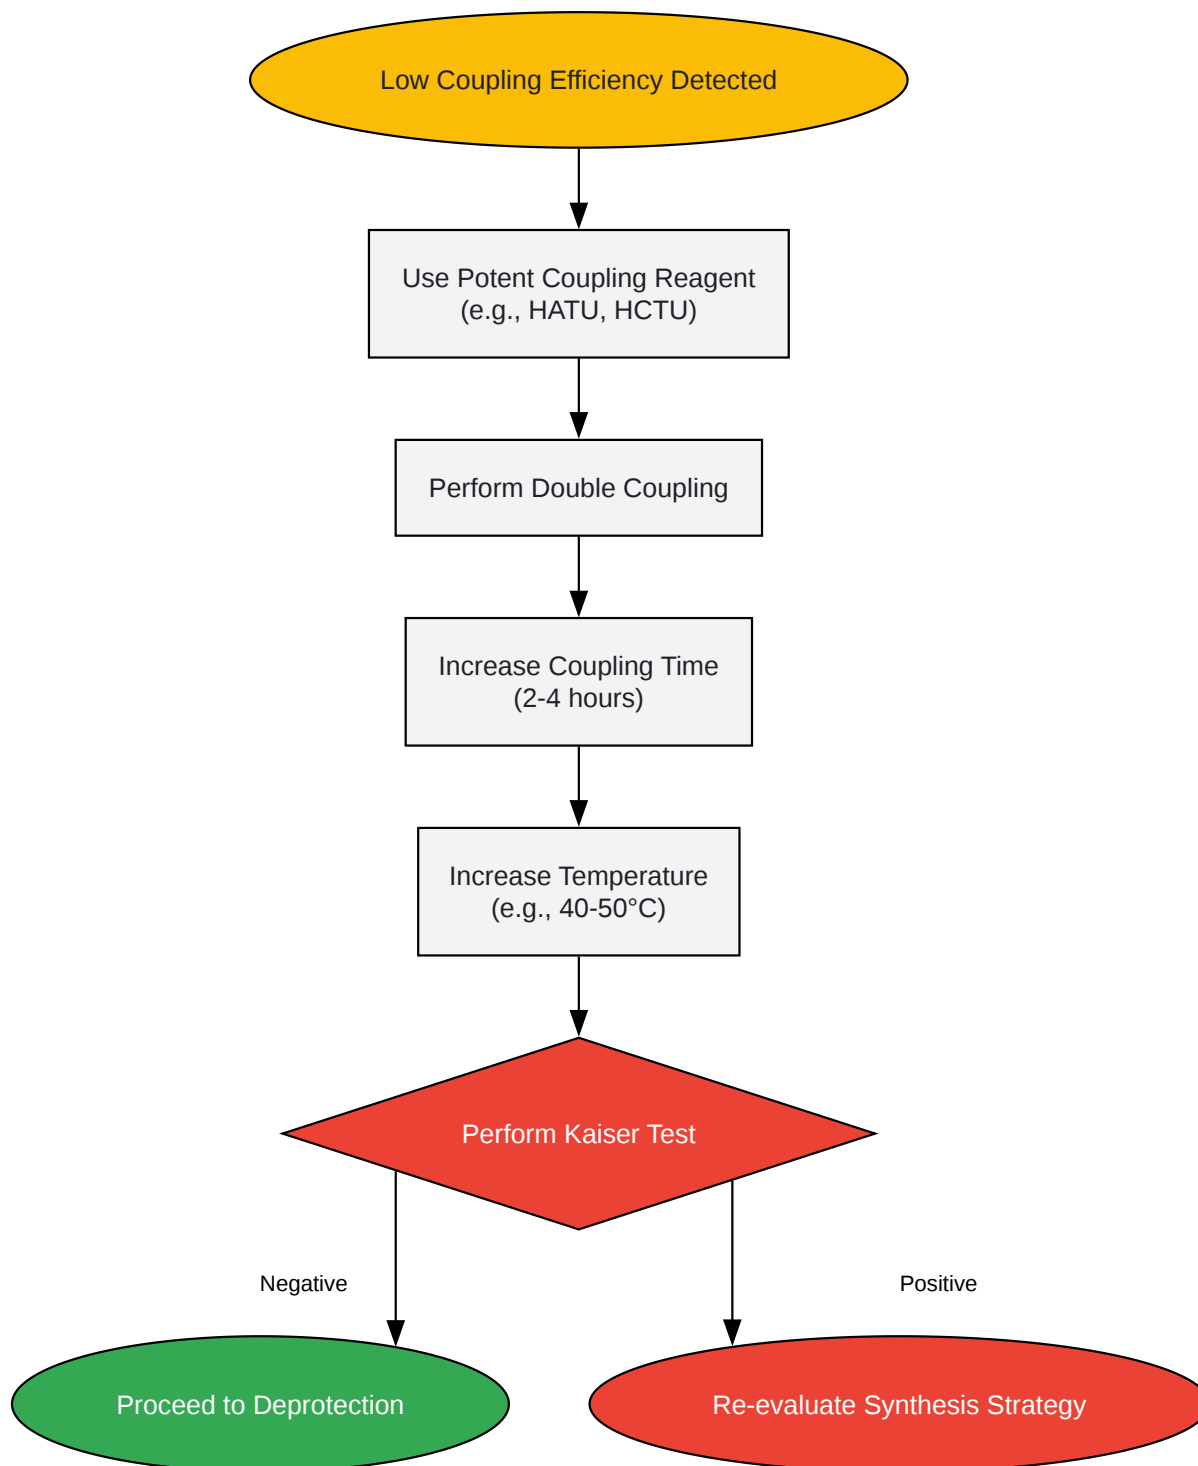 Low Coupling Efficiency Detected
Use Potent Coupling Reagent
(e.g., HATU, HCTU)
Perform Double Coupling
Increase Coupling Time
(2-4 hours)
Increase Temperature
(e.g., 40-50°C)
Perform Kaiser Test
Negative
Positive
Proceed to Deprotection
Re-evaluate Synthesis Strategy